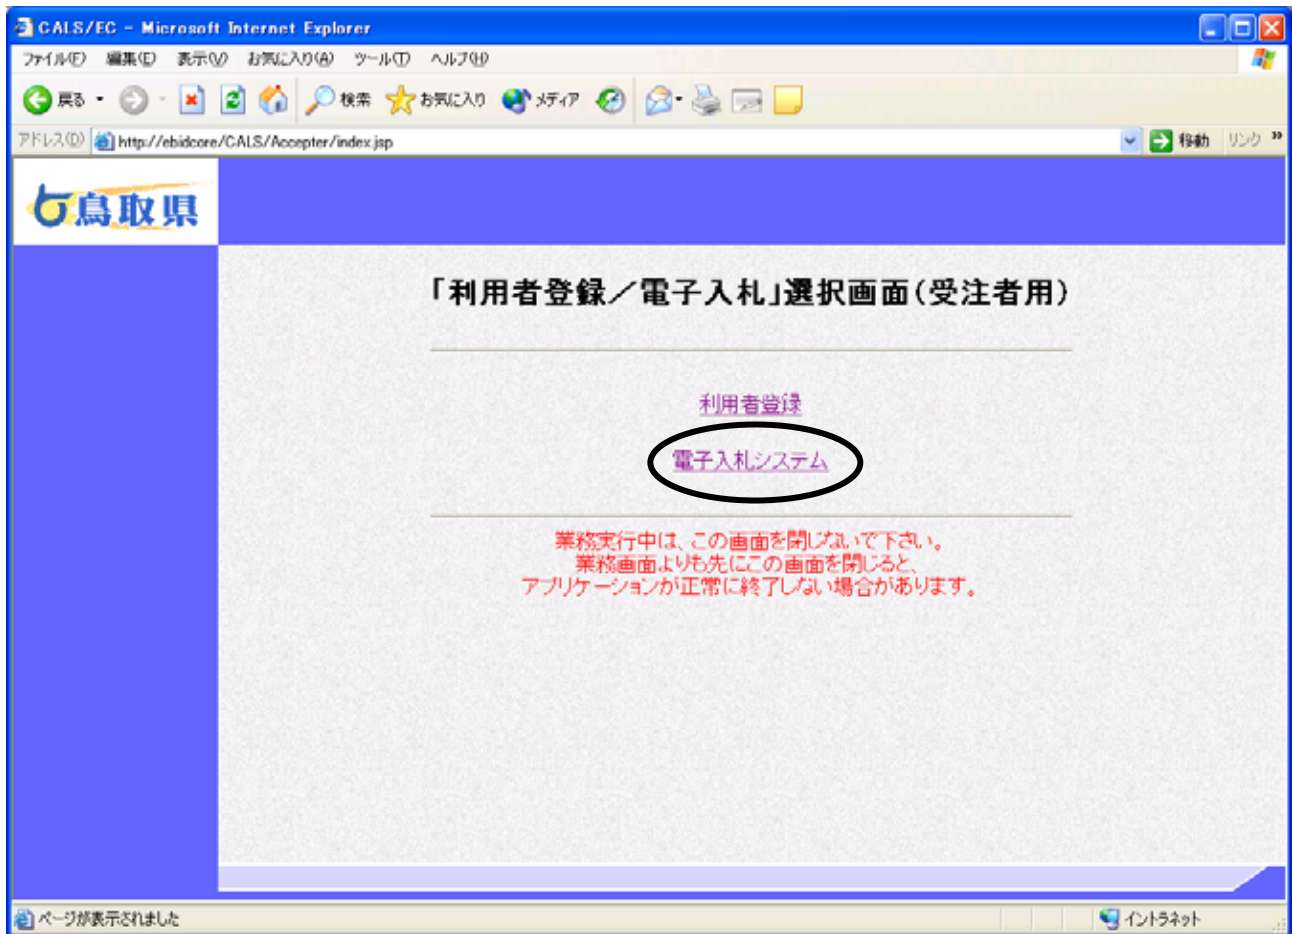 CALS/EC - Microsoft Internet Explorer
ファイル(F) 編集(E) 表示(V) お気に入り(A) ツール(T) ヘルプ(H)
戻る 検索 お気に入り メディア
アドレス(D) http://ebidcore/CALS/Accepter/index.jsp 移動 リンク »
鳥取県
「利用者登録／電子入札」選択画面(受注者用)
利用者登録
電子入札システム
業務実行中は、この画面を閉じないで下さい。
業務画面よりも先にこの画面を閉じると、
アプリケーションが正常に終了しない場合があります。
ページが表示されました イントラネット